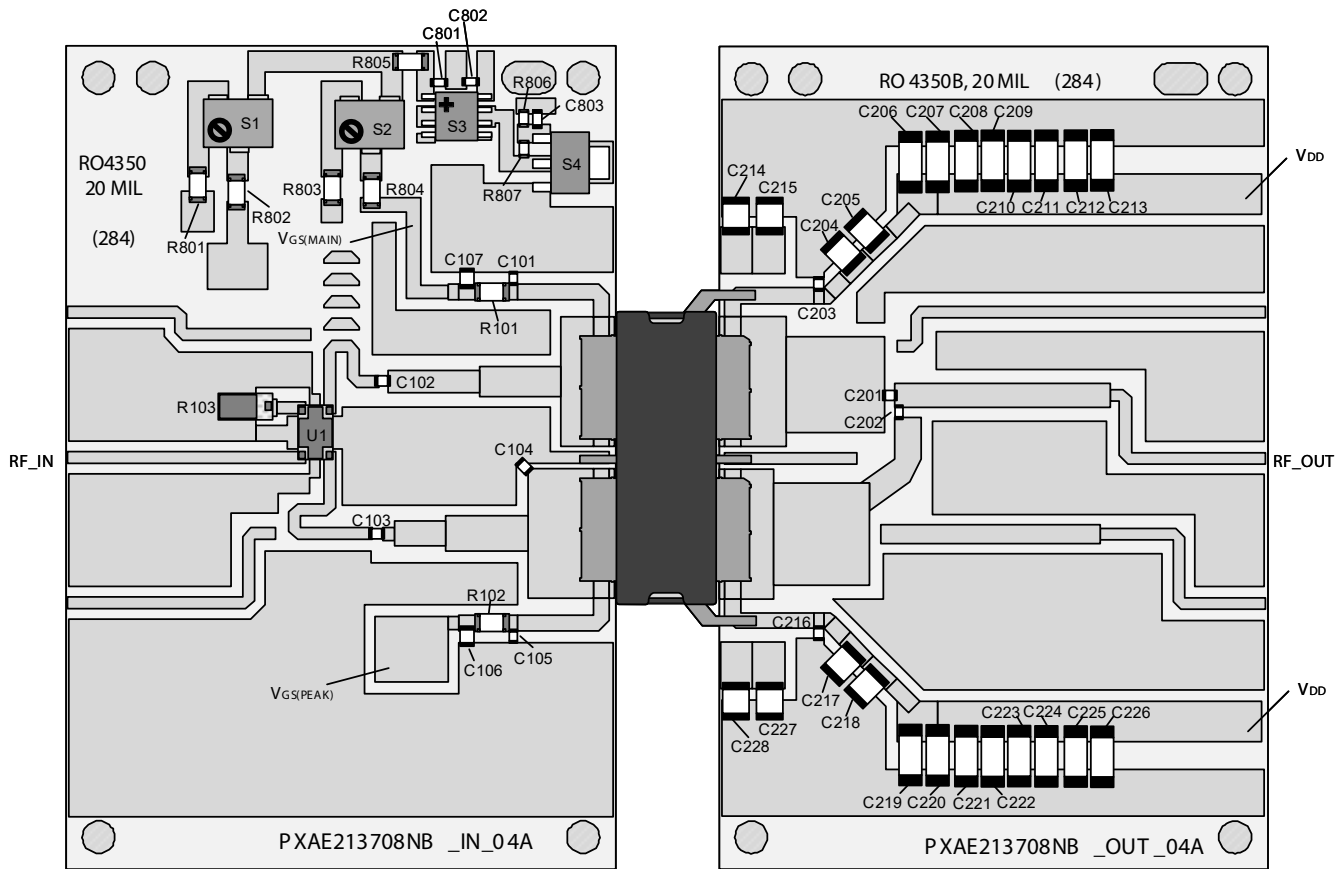 C802
C801
R805
R806
C803
S1
S2
S3
S4
RO4350
20 MIL
(284)
R801
R802
R803
R804
R807
VGS(MAIN)
C107
C101
R101
C102
R103
U1
RF_IN
C104
C103
R102
C105
C106
VGS(PEAK)
PXAE213708NB _IN_04A
RO 4350B, 20 MIL (284)
C206
C207
C208
C209
VDD
C214
C215
C205
C204
C210
C211
C212
C213
C203
C201
C202
RF_OUT
C216
C217
C218
C227
C228
C223
C224
C225
C226
VDD
C219
C220
C221
C222
PXAE213708NB _OUT _04A